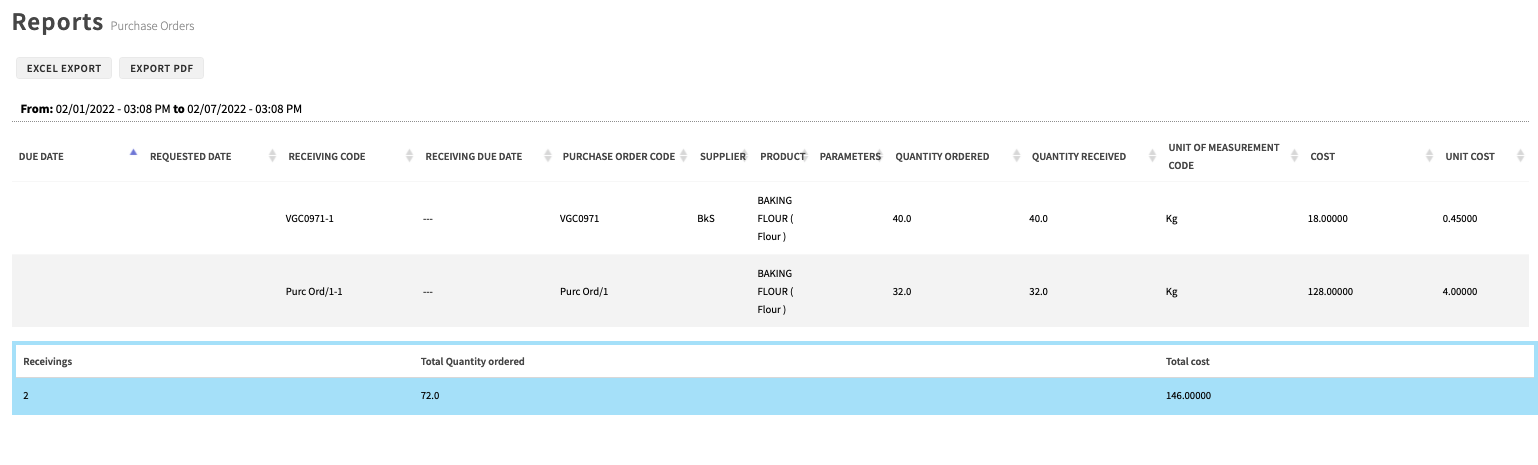 Reports Purchase Orders
EXCEL EXPORT EXPORT PDF
From: 02/01/2022 - 03:08 PM to 02/07/2022 - 03:08 PM
DUE DATE REQUESTED DATE RECEIVING CODE RECEIVING DUE DATE PURCHASE ORDER CODE SUPPLIER PRODUCT PARAMETERS QUANTITY ORDERED QUANTITY RECEIVED UNIT OF MEASUREMENT CODE COST UNIT COST
VGC0971-1 --- VGC0971 BkS BAKING FLOUR ( Flour ) 40.0 40.0 Kg 18.00000 0.45000
Purc Ord/1-1 --- Purc Ord/1 BAKING FLOUR ( Flour ) 32.0 32.0 Kg 128.00000 4.00000
Receivings Total Quantity ordered Total cost
2 72.0 146.00000